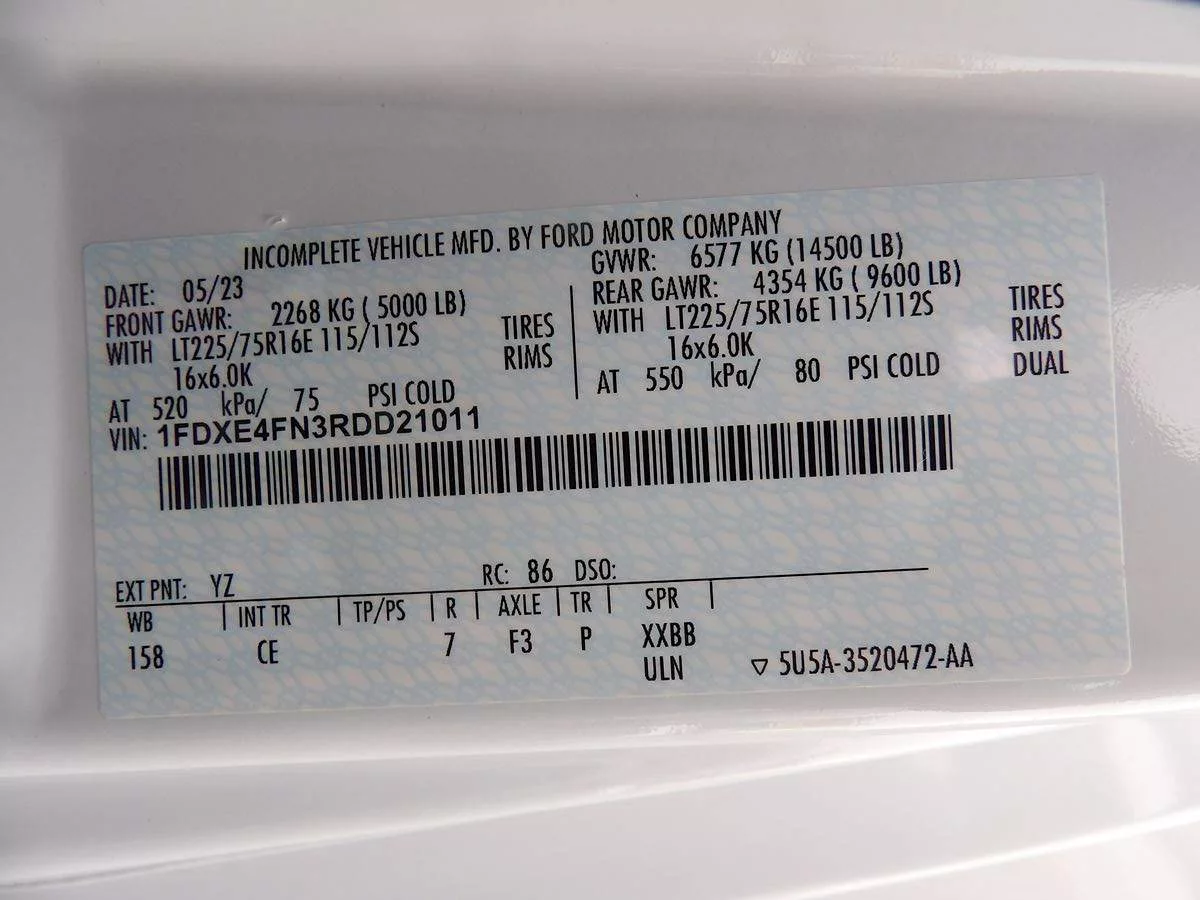 INCOMPLETE VEHICLE MFD. BY FORD MOTOR COMPANY
DATE: 05/23
FRONT GAWR: 2268 KG ( 5000 LB)
WITH LT225/75R16E 115/112S TIRES
16x6.0K RIMS
AT 520 kPa/ 75 PSI COLD
GVWR: 6577 KG (14500 LB)
REAR GAWR: 4354 KG ( 9600 LB)
WITH LT225/75R16E 115/112S TIRES
16x6.0K RIMS
AT 550 kPa/ 80 PSI COLD DUAL
VIN: 1FDXE4FN3RDD21011
EXT PNT: YZ RC: 86 DSO:
WB | INT TR | TP/PS | R | AXLE | TR | SPR |
158 CE 7 F3 P XXBB
ULN ▽ 5U5A-3520472-AA